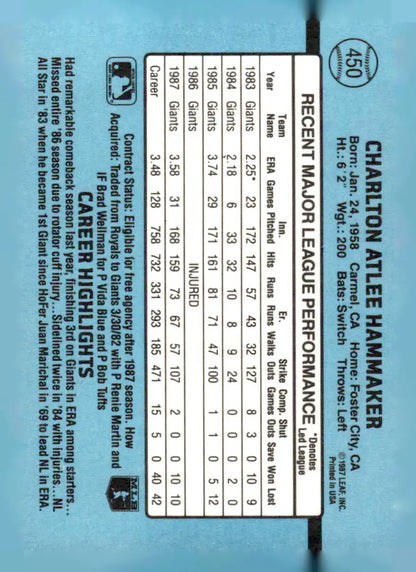 450
CHARLTON ATLEE HAMMAKER
Born: Jan. 24, 1958 Carmel, CA Home: Foster City, CA
Ht.: 6' 2" Wgt.: 200 Bats: Switch Throws: Left
© 1987 LEAF, INC.
Printed in USA
RECENT MAJOR LEAGUE PERFORMANCE *Denotes Led League
Team Inn. Er. Strike Comp. Shut
Year Name ERA Games Pitched Hits Runs Runs Walks Outs Games Outs Save Won Lost
1983 Giants 2.25* 23 172 147 57 43 32 127 8 3 0 10 9
1984 Giants 2.18 6 33 32 10 8 9 24 0 0 0 2 0
1985 Giants 3.74 29 171 161 81 71 47 100 1 1 0 5 12
1986 Giants INJURED
1987 Giants 3.58 31 168 159 73 67 57 107 2 0 0 10 10
Career 3.48 128 758 732 331 293 185 471 15 5 0 40 42
Contract Status: Eligible for free agency after 1987 season. How
Acquired: Traded from Royals to Giants 3/30/82 with P Renie Martin and
IF Brad Wellman for P Vida Blue and P Bob Tufts
MLB
CAREER HIGHLIGHTS
Had remarkable comeback season last year, finishing 3rd on Giants in ERA among starters...
Missed entire '86 season due to rotator cuff injury...Sidelined twice in '84 with injuries...NL
All Star in '83 when he became 1st Giant since Hofer Juan Marichal in '69 to lead NL in ERA.